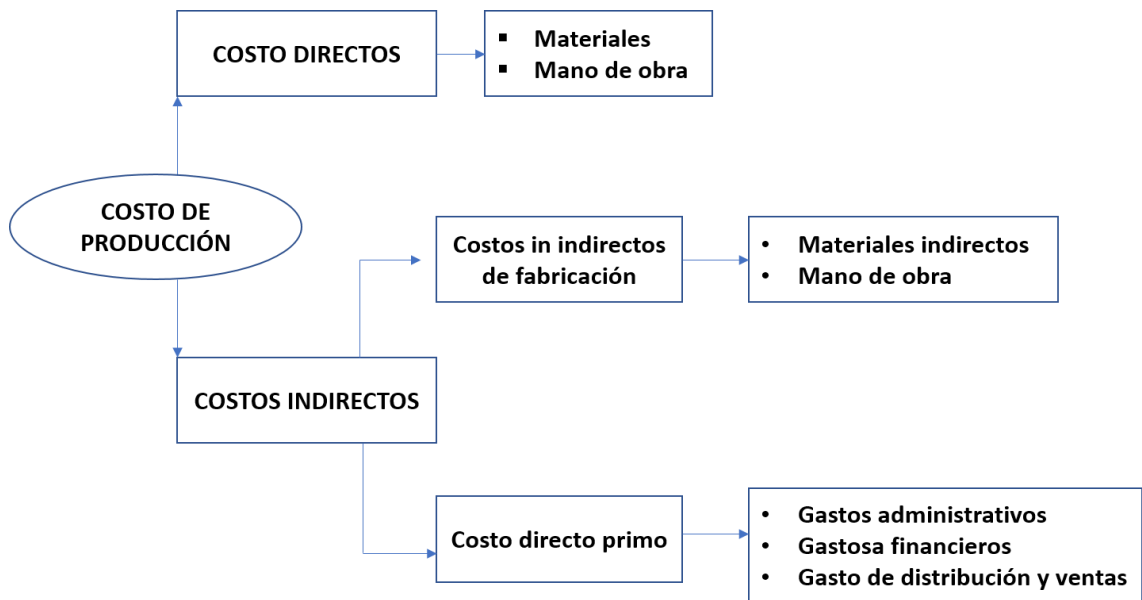 COSTO DIRECTOS
▪ Materiales
▪ Mano de obra
COSTO DE
PRODUCCIÓN
Costos in indirectos
de fabricación
• Materiales indirectos
• Mano de obra
COSTOS INDIRECTOS
Costo directo primo
• Gastos administrativos
• Gastosa financieros
• Gasto de distribución y ventas